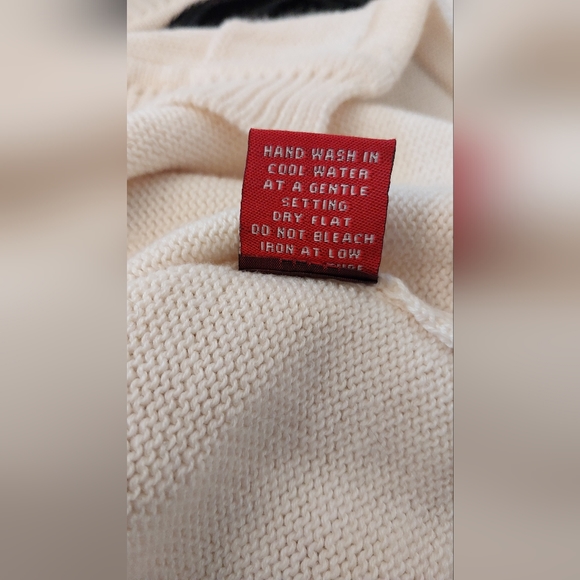 HAND WASH IN
COOL WATER
AT A GENTLE
SETTING
DRY FLAT
DO NOT BLEACH
IRON AT LOW